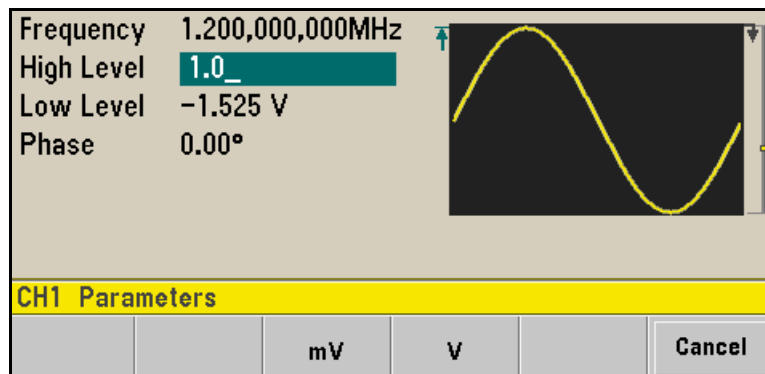 Frequency 1.200,000,000MHz
High Level 1.0_
Low Level -1.525 V
Phase 0.00°
CH1 Parameters
mV V Cancel